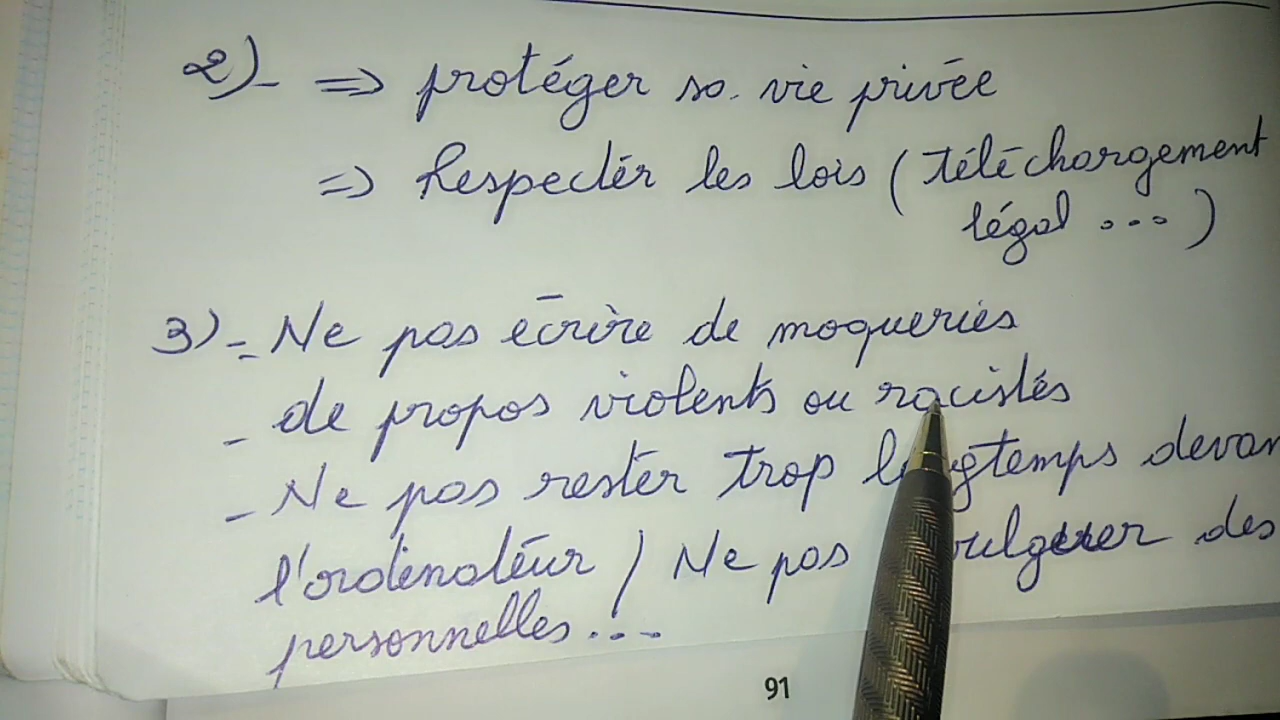 2)- => protéger sa vie privée
=> Respecter les lois (téléchargement
légal ...)
3)- Ne pas écrire de moqueries
- de propos violents ou racistes
- Ne pas rester trop longtemps
l'ordinateur / Ne pas des
personnelles...
91